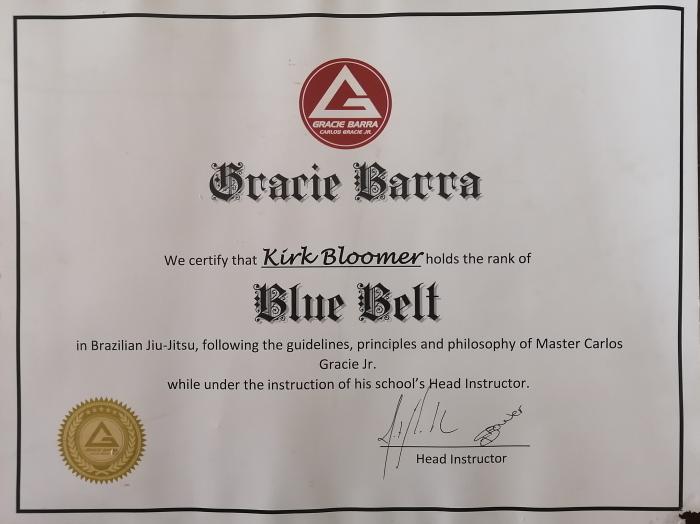 GRACIE BARRA
CARLOS GRACIE JR.
Gracie Barra
We certify that Kirk Bloomer holds the rank of
Blue Belt
in Brazilian Jiu-Jitsu, following the guidelines, principles and philosophy of Master Carlos
Gracie Jr.
while under the instruction of his school's Head Instructor.
Head Instructor